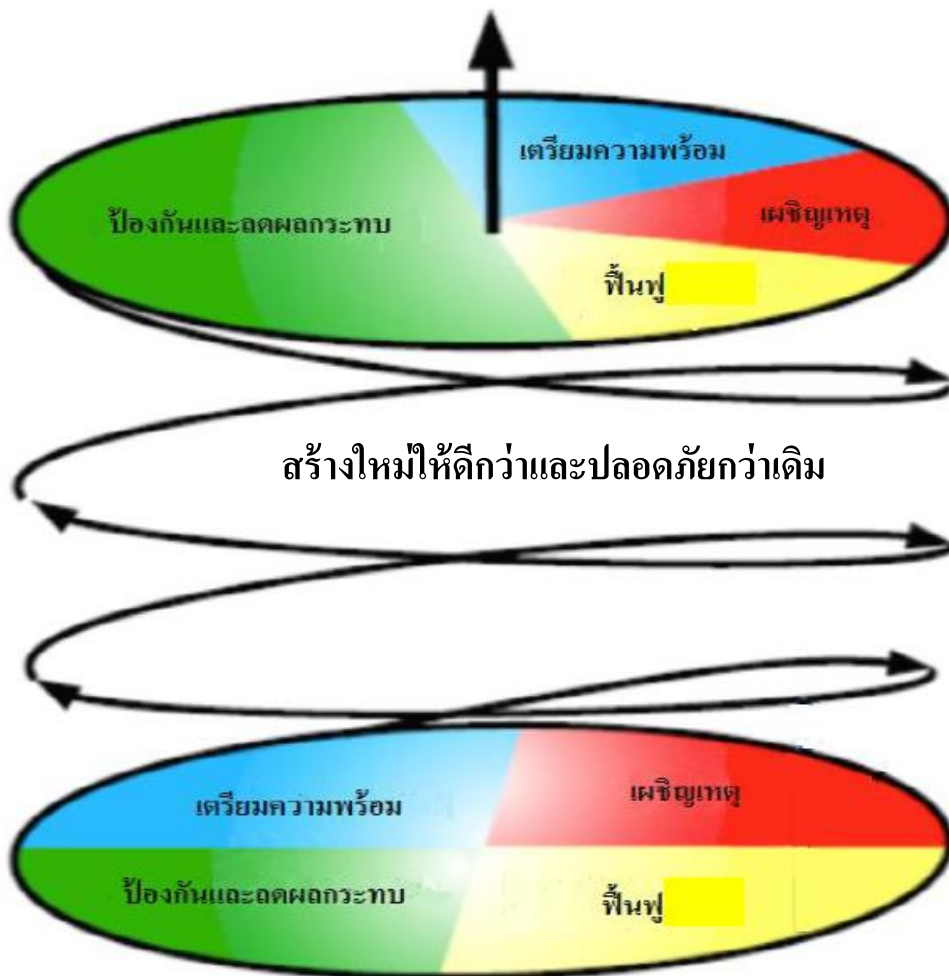 เตรียมความพร้อม
ป้องกันและลดผลกระทบ
เผชิญเหตุ
ฟื้นฟู
สร้างใหม่ให้ดีกว่าและปลอดภัยกว่าเดิม
เตรียมความพร้อม
เผชิญเหตุ
ป้องกันและลดผลกระทบ
ฟื้นฟู